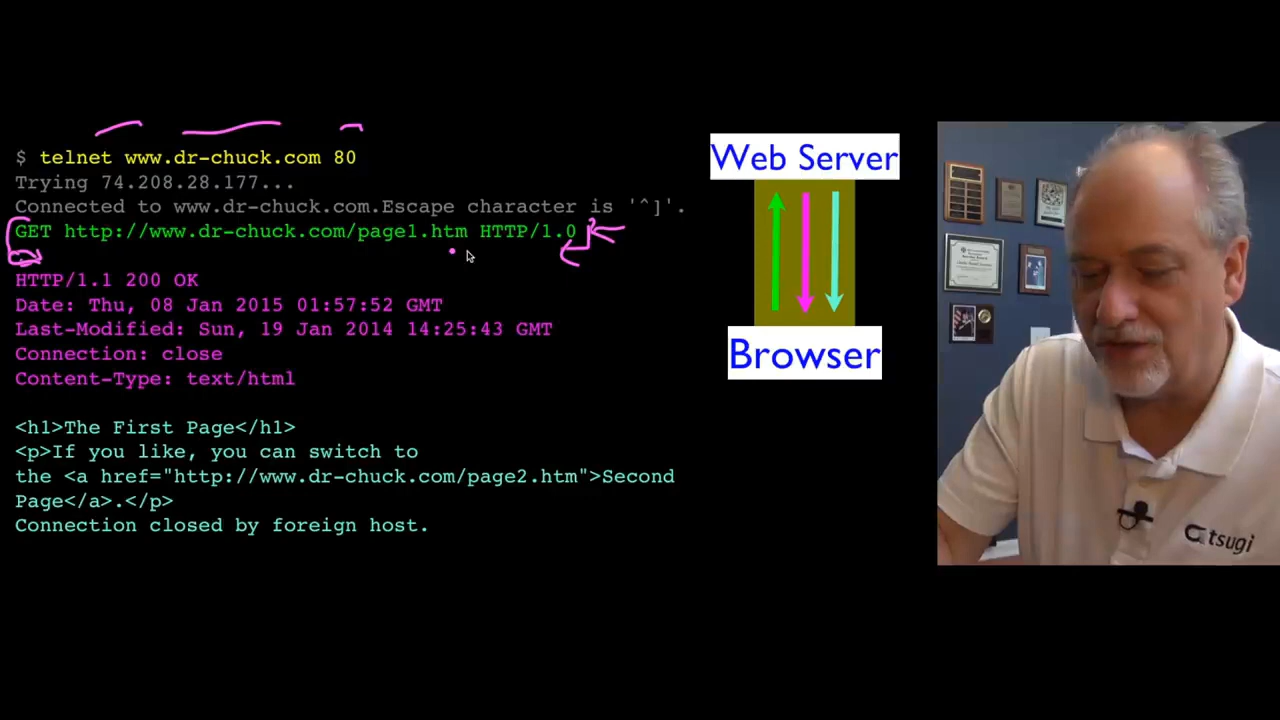 $ telnet www.dr-chuck.com 80
Trying 74.208.28.177...
Connected to www.dr-chuck.com.Escape character is '^]'.
GET http://www.dr-chuck.com/page1.htm HTTP/1.0
HTTP/1.1 200 OK
Date: Thu, 08 Jan 2015 01:57:52 GMT
Last-Modified: Sun, 19 Jan 2014 14:25:43 GMT
Connection: close
Content-Type: text/html
<h1>The First Page</h1>
<p>If you like, you can switch to
the <a href="http://www.dr-chuck.com/page2.htm">Second
Page</a>.</p>
Connection closed by foreign host.
Web Server
Browser
tsugi